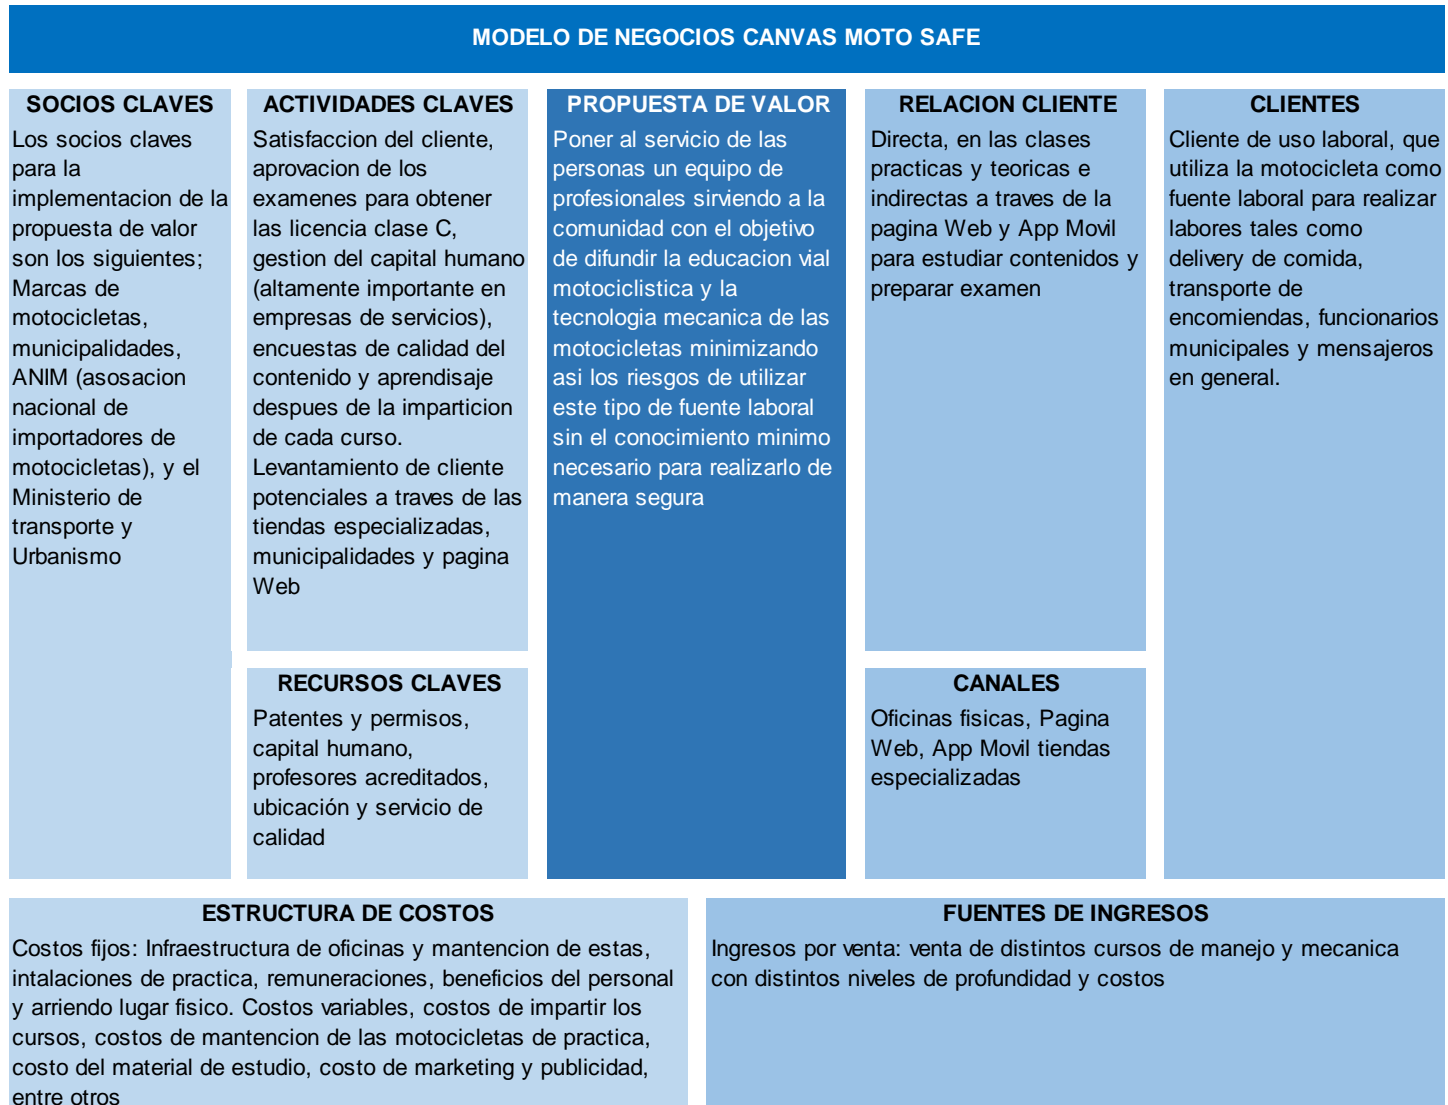 MODELO DE NEGOCIOS CANVAS MOTO SAFE
SOCIOS CLAVES
Los socios claves
para la
implementacion de la
propuesta de valor
son los siguientes;
Marcas de
motocicletas,
municipalidades,
ANIM (asosacion
nacional de
importadores de
motocicletas), y el
Ministerio de
transporte y
Urbanismo
ACTIVIDADES CLAVES
Satisfaccion del cliente,
aprovacion de los
examenes para obtener
las licencia clase C,
gestion del capital humano
(altamente importante en
empresas de servicios),
encuestas de calidad del
contenido y aprendisaje
despues de la imparticion
de cada curso.
Levantamiento de cliente
potenciales a traves de las
tiendas especializadas,
municipalidades y pagina
Web
RECURSOS CLAVES
Patentes y permisos,
capital humano,
profesores acreditados,
ubicación y servicio de
calidad
PROPUESTA DE VALOR
Poner al servicio de las
personas un equipo de
profesionales sirviendo a la
comunidad con el objetivo
de difundir la educacion vial
motociclistica y la
tecnologia mecanica de las
motocicletas minimizando
asi los riesgos de utilizar
este tipo de fuente laboral
sin el conocimiento minimo
necesario para realizarlo de
manera segura
RELACION CLIENTE
Directa, en las clases
practicas y teoricas e
indirectas a traves de la
pagina Web y App Movil
para estudiar contenidos y
preparar examen
CANALES
Oficinas fisicas, Pagina
Web, App Movil tiendas
especializadas
CLIENTES
Cliente de uso laboral, que
utiliza la motocicleta como
fuente laboral para realizar
labores tales como
delivery de comida,
transporte de
encomiendas, funcionarios
municipales y mensajeros
en general.
ESTRUCTURA DE COSTOS
Costos fijos: Infraestructura de oficinas y mantencion de estas,
intalaciones de practica, remuneraciones, beneficios del personal
y arriendo lugar fisico. Costos variables, costos de impartir los
cursos, costos de mantencion de las motocicletas de practica,
costo del material de estudio, costo de marketing y publicidad,
entre otros
FUENTES DE INGRESOS
Ingresos por venta: venta de distintos cursos de manejo y mecanica
con distintos niveles de profundidad y costos